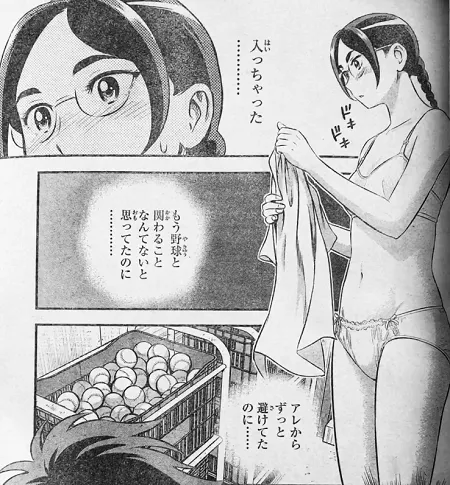 入っちゃった
…………
ドキ
ドキ
もう野球と
関わること
なんてないと
思ってたのに
…………
アレから
ずっと
避けてた
のに………